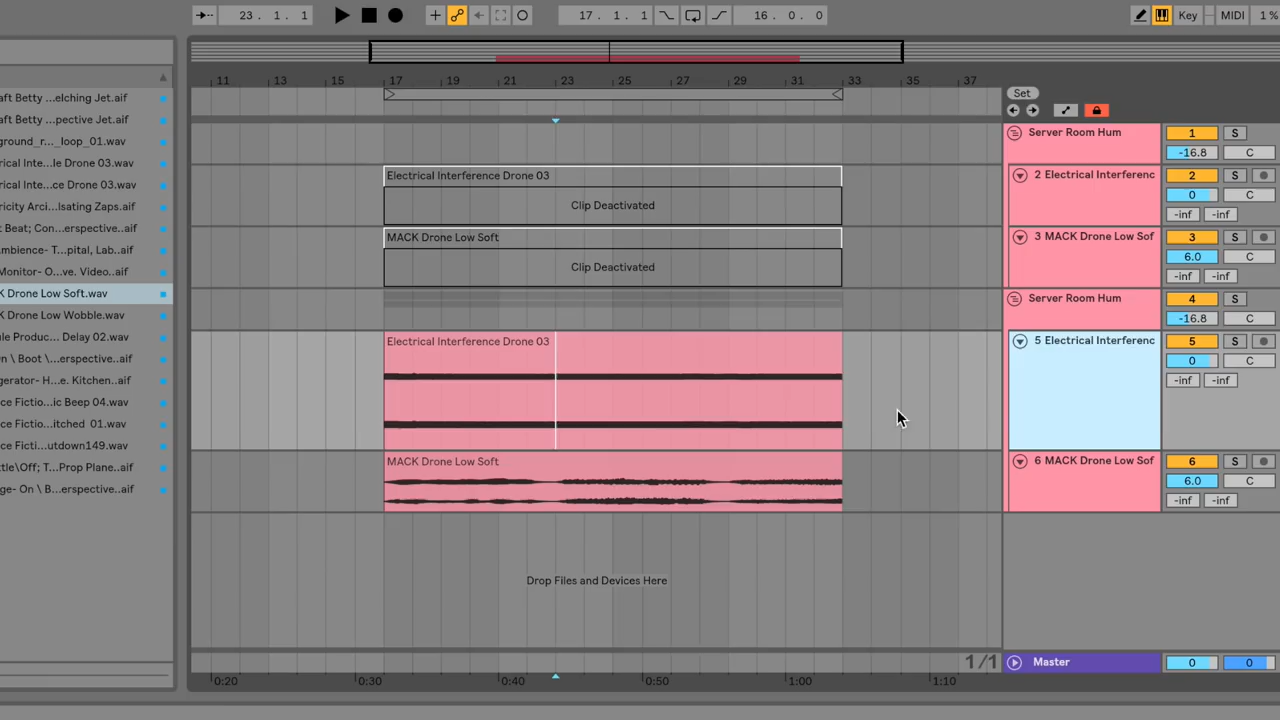 23 . 1 . 1
17 . 1 . 1
16 . 0 . 0
Key
MIDI
1 %
11 13 15 17 19 21 23 25 27 29 31 33 35 37
Set
aft Betty ...elching Jet.aif
aft Betty ...pective Jet.aif
ground_r..._loop_01.wav
rical Inte...le Drone 03.wav
rical Inte...ce Drone 03.wav
ricity Arci...lsating Zaps.aif
t Beat; Con...erspective..aif
mbience- T...pital, Lab..aif
Monitor- O...ve. Video..aif
K Drone Low Soft.wav
K Drone Low Wobble.wav
ule Produc... Delay 02.wav
n \ Boot \...erspective..aif
gerator- H...e. Kitchen..aif
ce Fictio...ic Beep 04.wav
ce Fictio...itched 01.wav
ce Ficti...utdown149.wav
ttle\Off; T...Prop Plane..aif
ge- On \ B...erspective..aif
Server Room Hum
1
S
-16.8
C
Electrical Interference Drone 03
Clip Deactivated
2 Electrical Interferenc
2
S
0
C
-inf
-inf
MACK Drone Low Soft
Clip Deactivated
3 MACK Drone Low Sof
3
S
6.0
C
-inf
-inf
Server Room Hum
4
S
-16.8
C
Electrical Interference Drone 03
5 Electrical Interferenc
5
S
0
C
-inf
-inf
MACK Drone Low Soft
6 MACK Drone Low Sof
6
S
6.0
C
-inf
-inf
Drop Files and Devices Here
1/1
Master
0
0
0:20 0:30 0:40 0:50 1:00 1:10